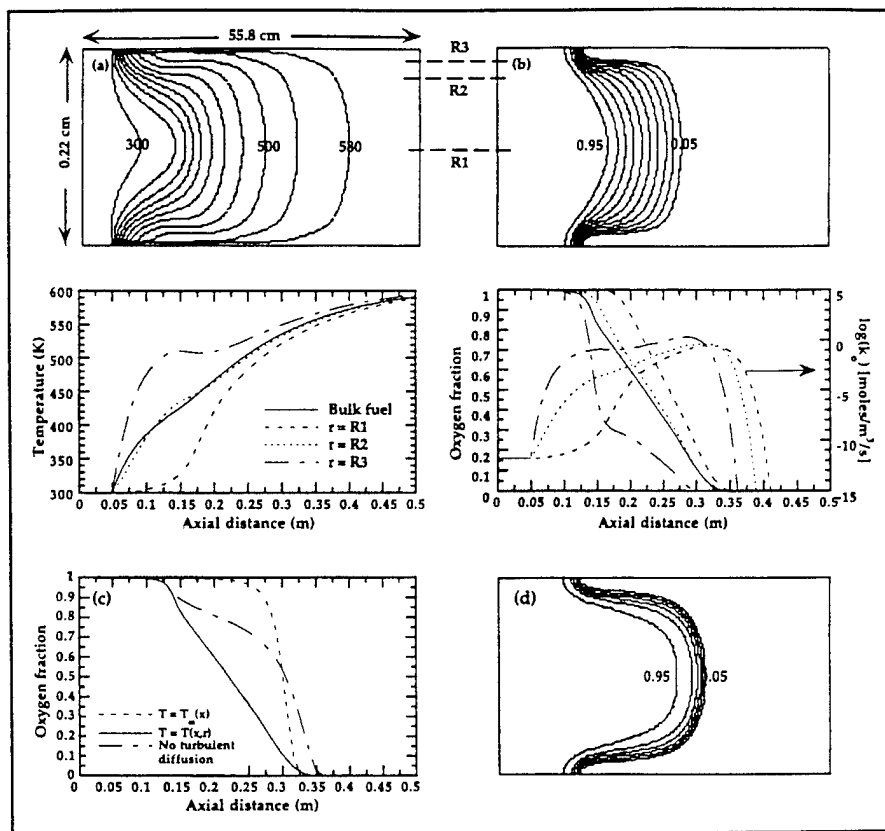 55.8 cm
(a)
0.22 cm
300
500
580
R3
R2
R1
(b)
0.95
0.05
Temperature (K)
600
550
500
450
400
350
300
Bulk fuel
r = R1
r = R2
r = R3
0 0.05 0.1 0.15 0.2 0.25 0.3 0.35 0.4 0.45 0.5
Axial distance (m)
Oxygen fraction
1
0.9
0.8
0.7
0.6
0.5
0.4
0.3
0.2
0.1
0
5
0
-5
-10
-15
log(k_o) [moles/m³/s]
0 0.05 0.1 0.15 0.2 0.25 0.3 0.35 0.4 0.45 0.5
Axial distance (m)
(c)
Oxygen fraction
1
0.9
0.8
0.7
0.6
0.5
0.4
0.3
0.2
0.1
0
T = T_m(x)
T = T(x,r)
No turbulent
diffusion
0 0.05 0.1 0.15 0.2 0.25 0.3 0.35 0.4 0.45 0.5
Axial distance (m)
(d)
0.95
0.05